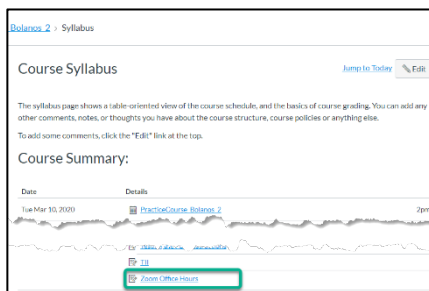 Bolanos_2 > Syllabus
Course Syllabus
Jump to Today Edit
The syllabus page shows a table-oriented view of the course schedule, and the basics of course grading. You can add any
other comments, notes, or thoughts you have about the course structure, course policies or anything else.
To add some comments, click the "Edit" link at the top.
Course Summary:
Date Details
Tue Mar 10, 2020 PracticeCourse_Bolanos_2 2pm
Zoom Office Hours